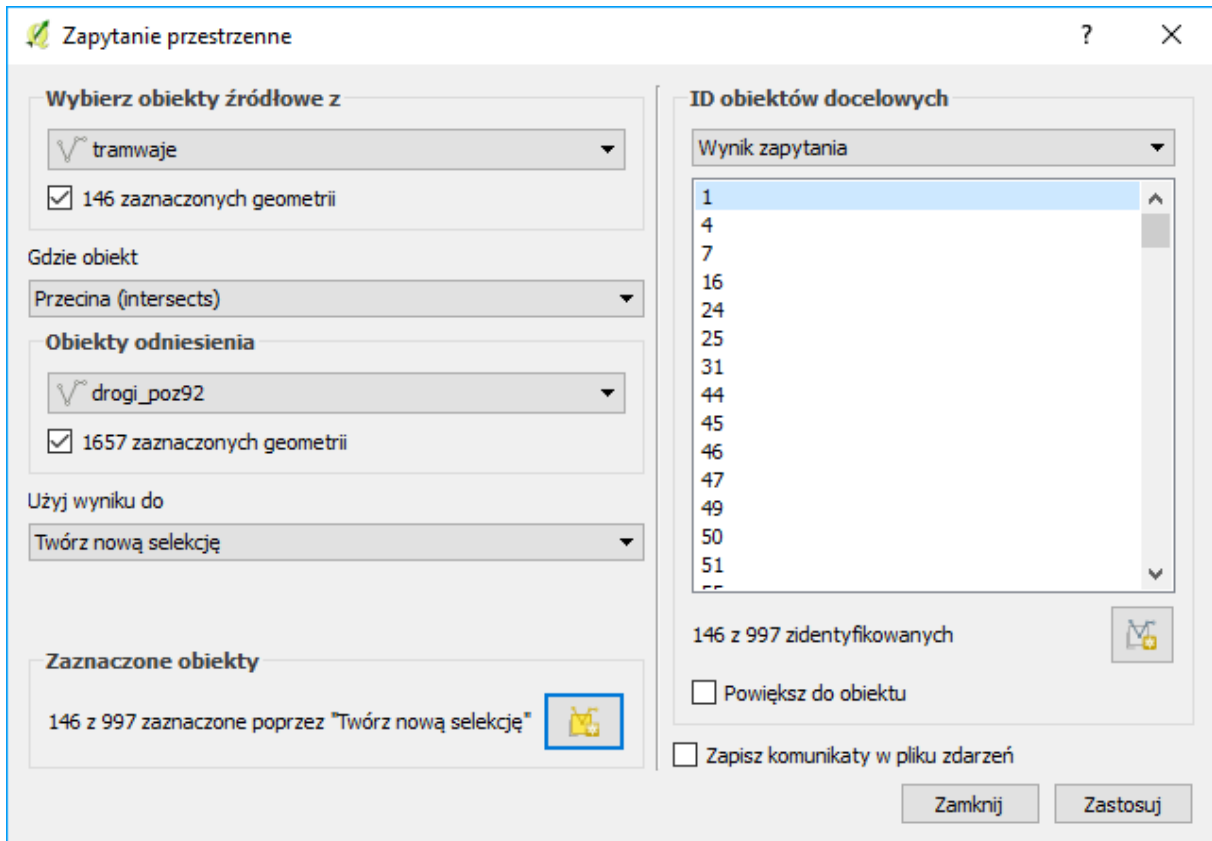 Zapytanie przestrzenne
?
Wybierz obiekty źródłowe z
tramwaje
146 zaznaczonych geometrii
Gdzie obiekt
Przecina (intersects)
Obiekty odniesienia
drogi_poz92
1657 zaznaczonych geometrii
Użyj wyniku do
Twórz nową selekcję
Zaznaczone obiekty
146 z 997 zaznaczone poprzez "Twórz nową selekcję"
ID obiektów docelowych
Wynik zapytania
1
4
7
16
24
25
31
44
45
46
47
49
50
51
146 z 997 zidentyfikowanych
Powiększ do obiektu
Zapisz komunikaty w pliku zdarzeń
Zamknij
Zastosuj